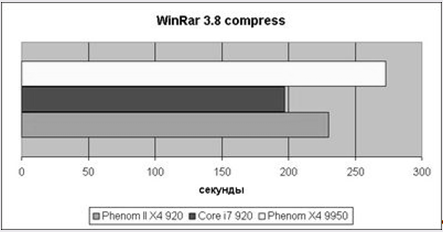 WinRar 3.8 compress
0 50 100 150 200 250 300
секунды
Phenom II X4 920 Core i7 920 Phenom X4 9950